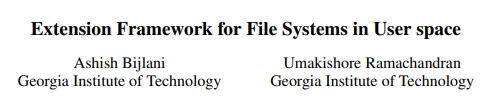 Extension Framework for File Systems in User space
Ashish Bijlani Umakishore Ramachandran
Georgia Institute of Technology Georgia Institute of Technology